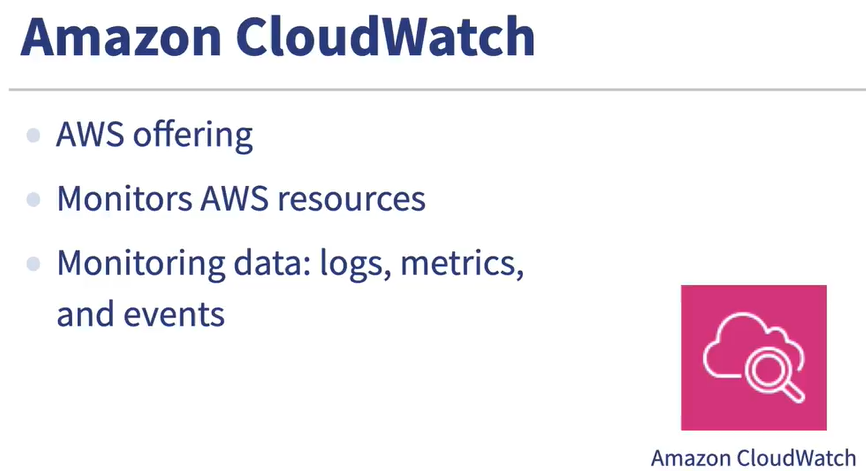 Amazon CloudWatch
AWS offering
Monitors AWS resources
Monitoring data: logs, metrics,
and events
Amazon CloudWatch